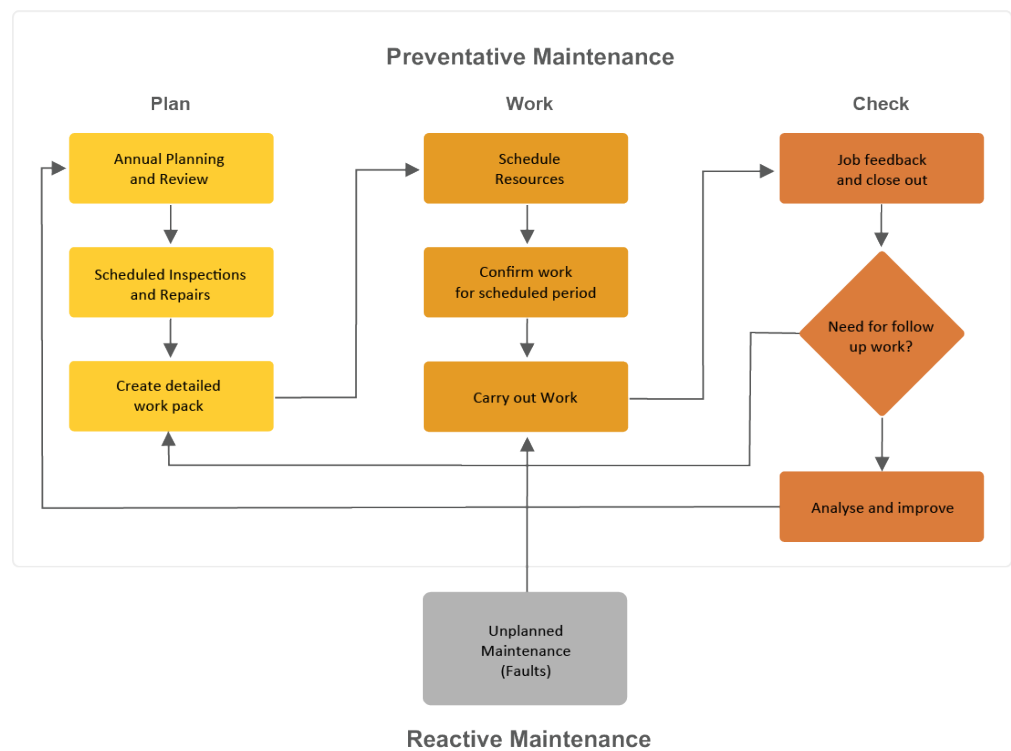 Preventative Maintenance
Plan
Work
Check
Annual Planning
and Review
Scheduled Inspections
and Repairs
Create detailed
work pack
Schedule
Resources
Confirm work
for scheduled period
Carry out Work
Job feedback
and close out
Need for follow
up work?
Analyse and improve
Unplanned
Maintenance
(Faults)
Reactive Maintenance